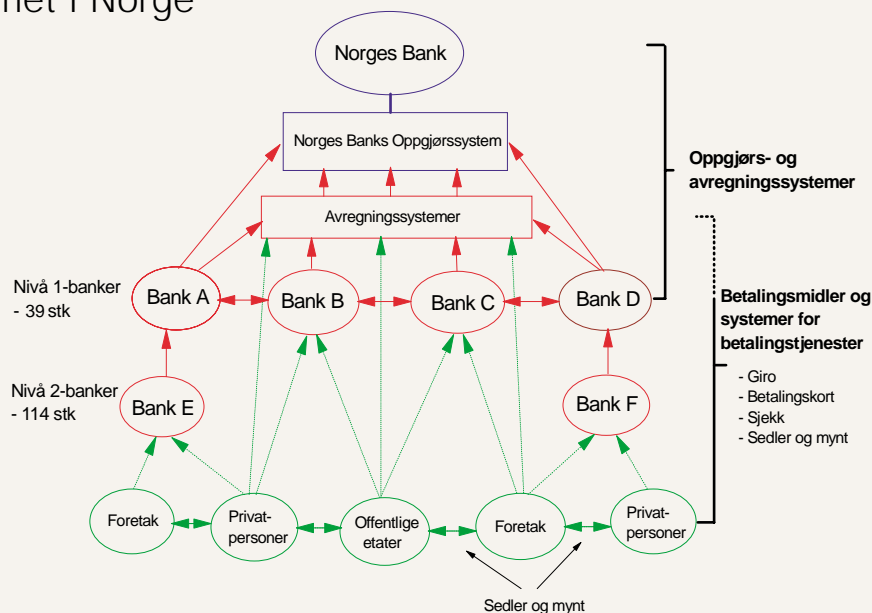 Norge
Norges Bank
Norges Banks Oppgjørssystem
Oppgjørs- og
avregningssystemer
Avregningssystemer
Nivå 1-banker
- 39 stk
Bank A
Bank B
Bank C
Bank D
Betalingsmidler og
systemer for
betalingstjenester
- Giro
- Betalingskort
- Sjekk
- Sedler og mynt
Nivå 2-banker
- 114 stk
Bank E
Bank F
Foretak
Privat-
personer
Offentlige
etater
Foretak
Privat-
personer
Sedler og mynt